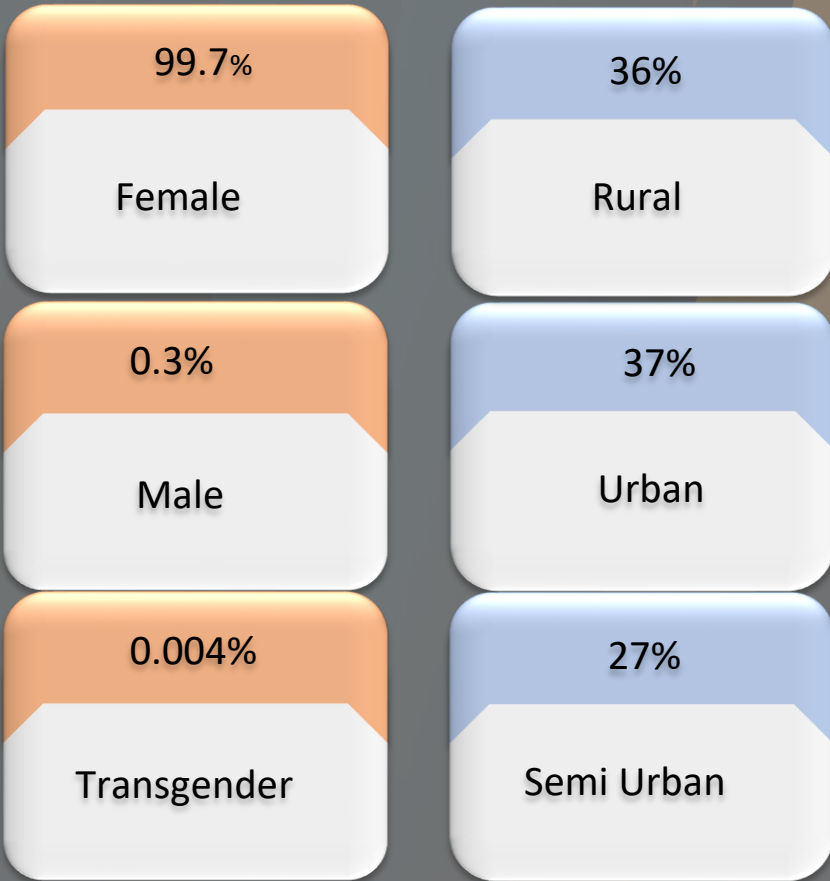 99.7%
Female
36%
Rural
0.3%
Male
37%
Urban
0.004%
Transgender
27%
Semi Urban